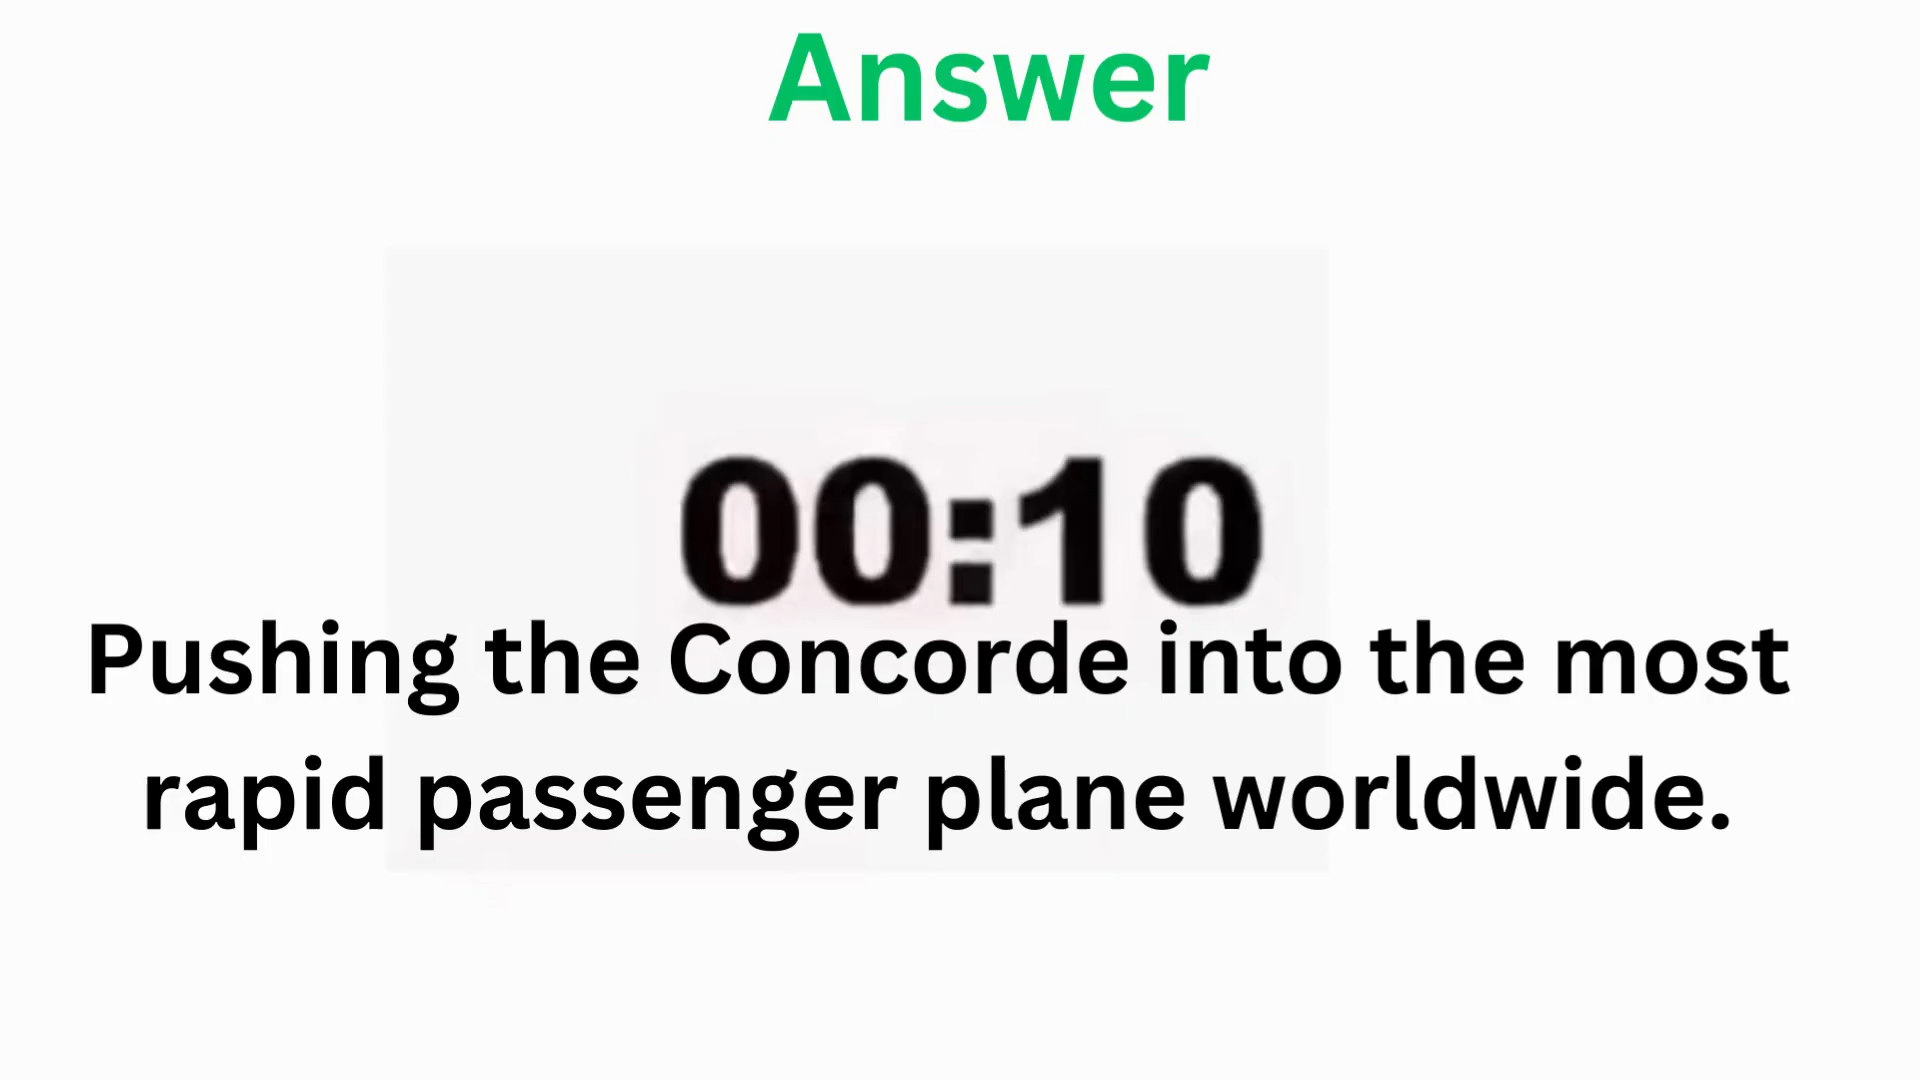 Answer
00:10
Pushing the Concorde into the most
rapid passenger plane worldwide.